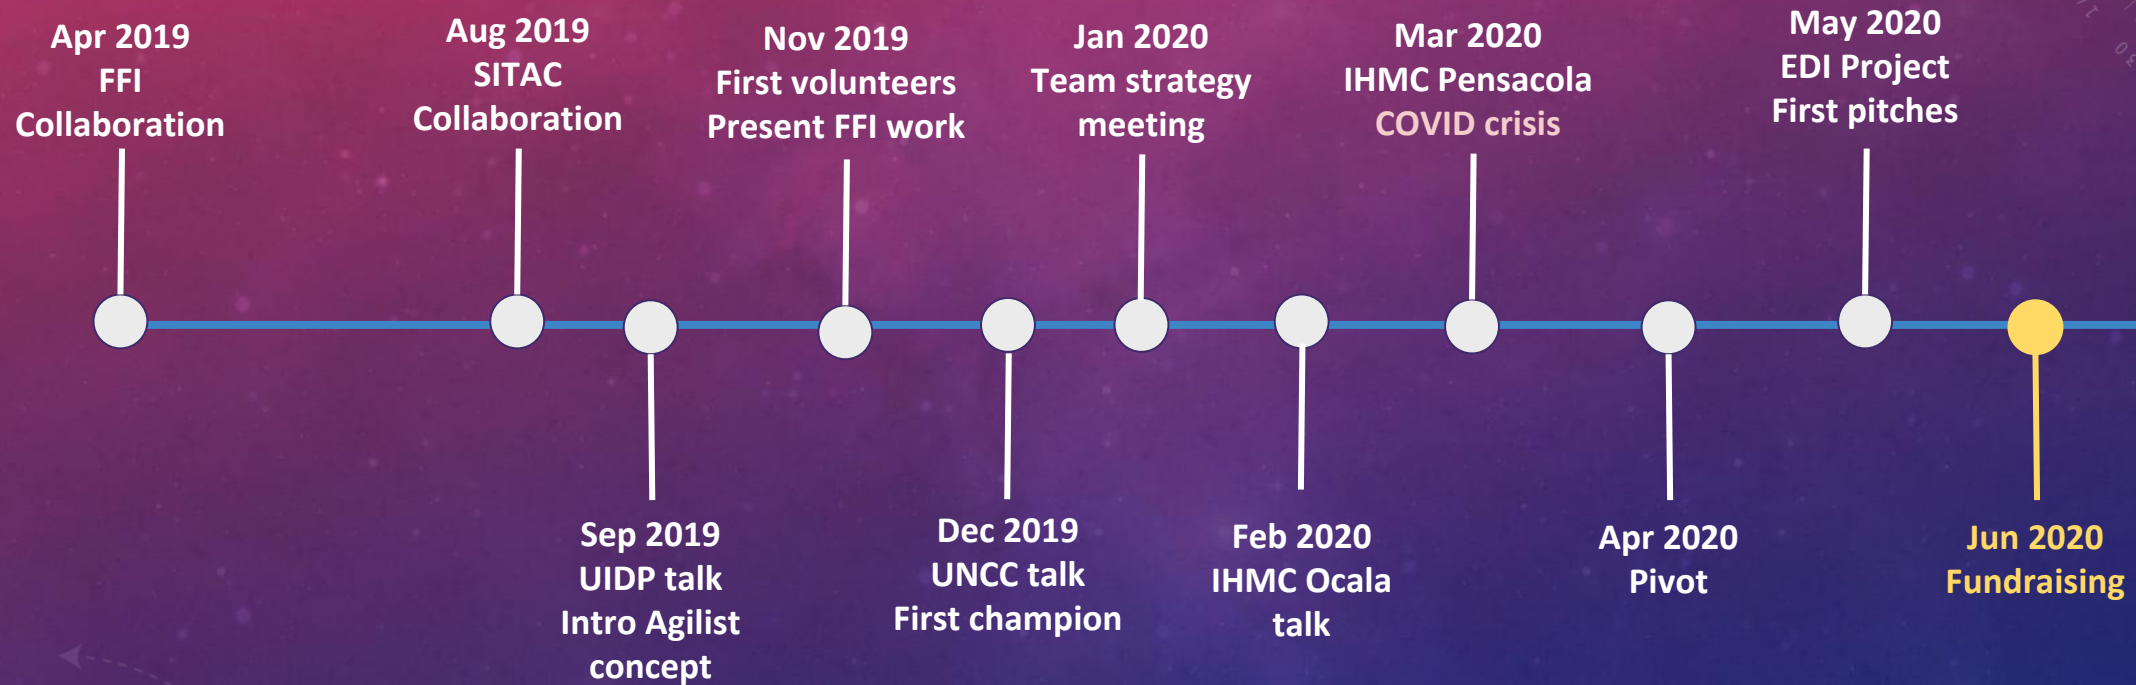 Apr 2019
FFI
Collaboration
Aug 2019
SITAC
Collaboration
Nov 2019
First volunteers
Present FFI work
Jan 2020
Team strategy
meeting
Mar 2020
IHMC Pensacola
COVID crisis
May 2020
EDI Project
First pitches
Sep 2019
UIDP talk
Intro Agilist
concept
Dec 2019
UNCC talk
First champion
Feb 2020
IHMC Ocala
talk
Apr 2020
Pivot
Jun 2020
Fundraising